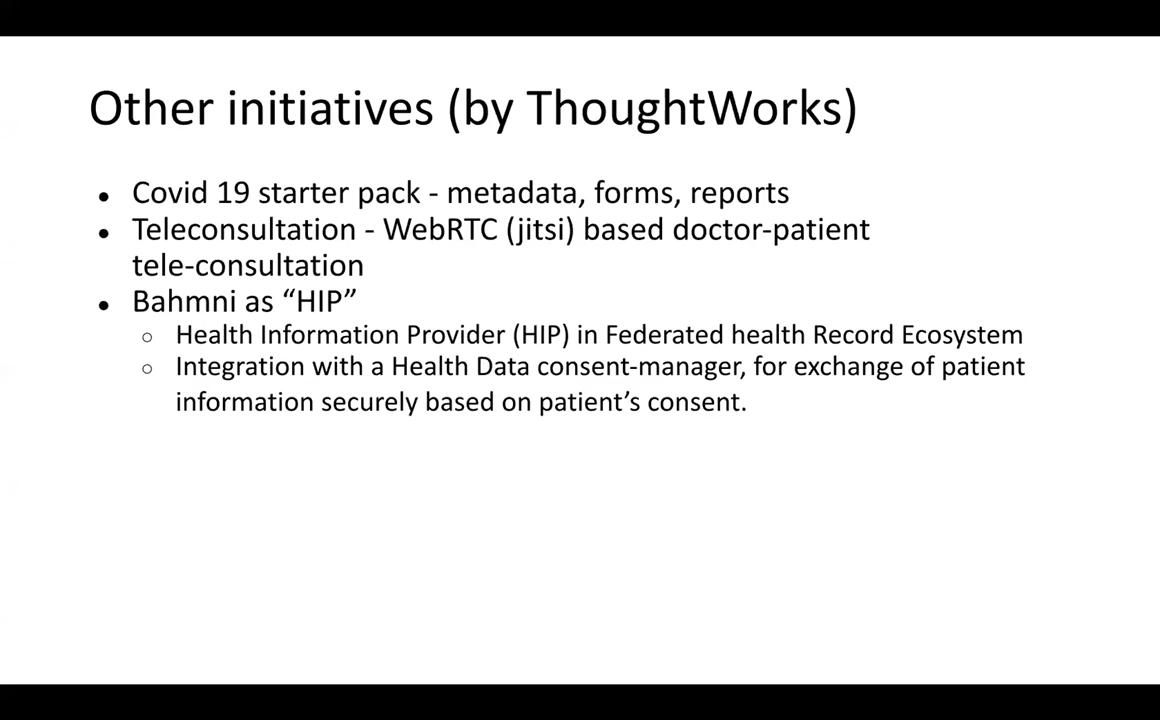 Other initiatives (by ThoughtWorks)
● Covid 19 starter pack - metadata, forms, reports
● Teleconsultation - WebRTC (jitsi) based doctor-patient
tele-consultation
● Bahmni as “HIP”
○ Health Information Provider (HIP) in Federated health Record Ecosystem
○ Integration with a Health Data consent-manager, for exchange of patient
information securely based on patient’s consent.